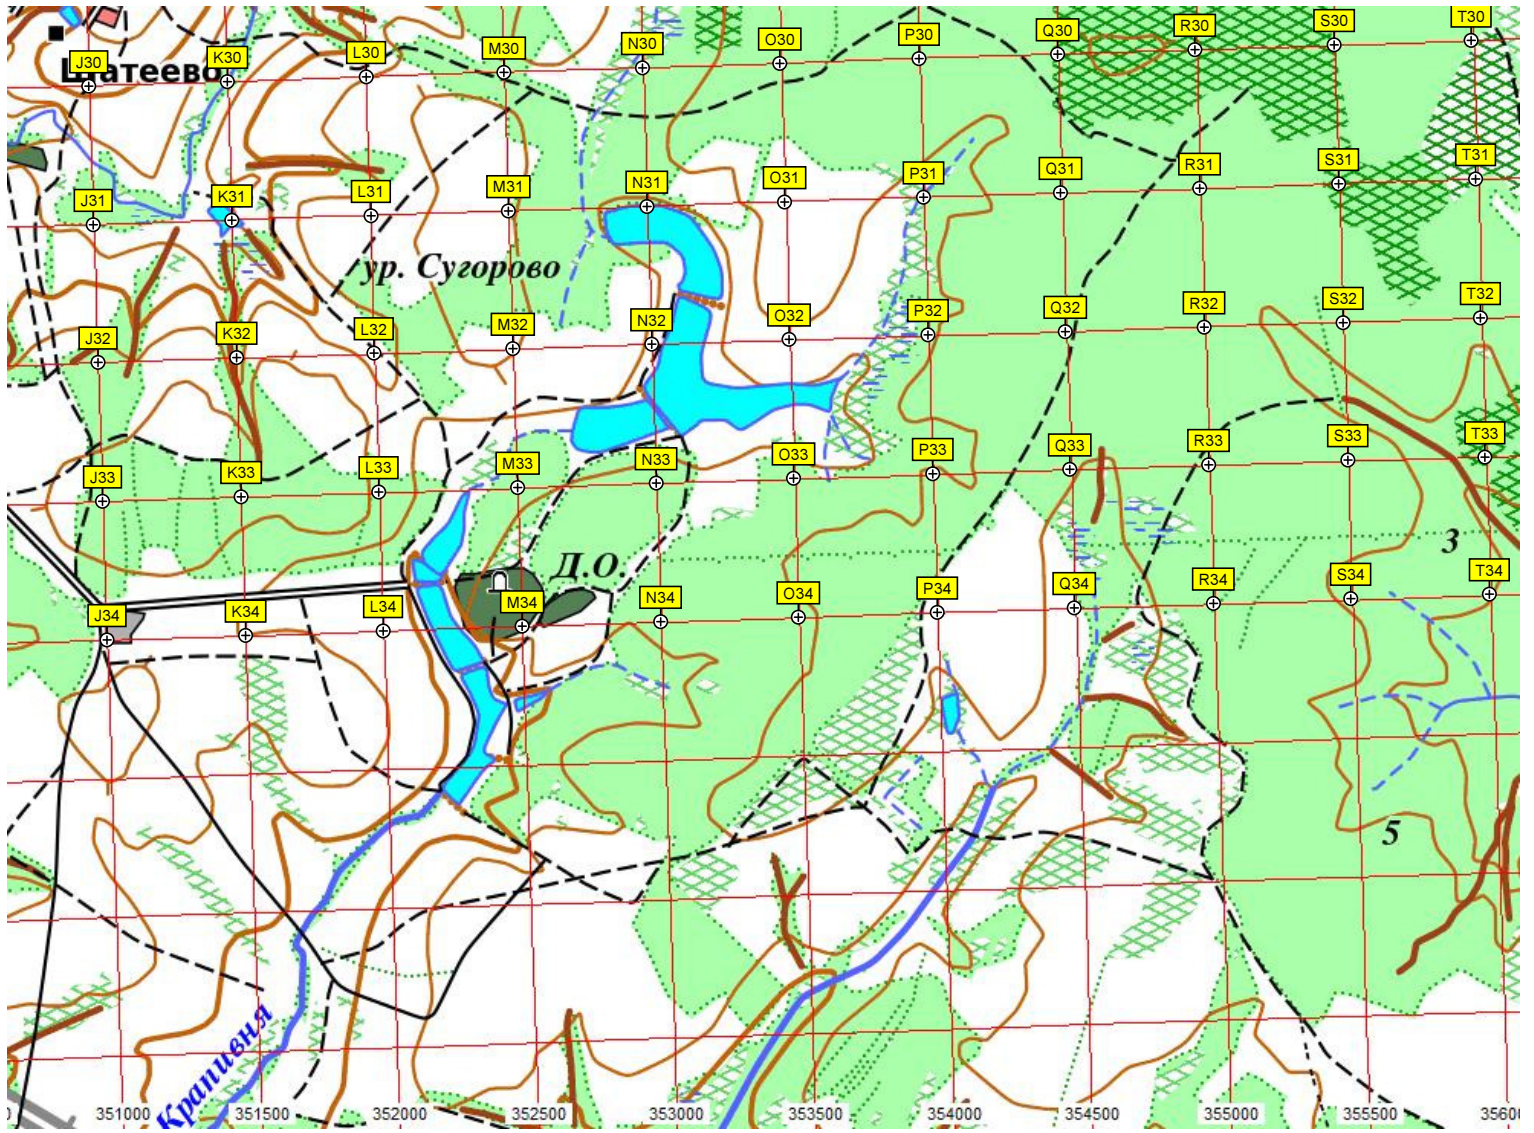 J30 K30 L30 M30 N30 O30 P30 Q30 R30 S30 T30
Шатеево
J31 K31 L31 M31 N31 O31 P31 Q31 R31 S31 T31
ур. Сугорово
J32 K32 L32 M32 N32 O32 P32 Q32 R32 S32 T32
J33 K33 L33 M33 N33 O33 P33 Q33 R33 S33 T33
3
Д.О.
J34 K34 L34 M34 N34 O34 P34 Q34 R34 S34 T34
5
Крапивня
351000 351500 352000 352500 353000 353500 354000 354500 355000 355500